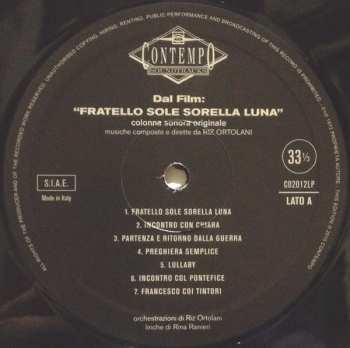 CONTEMPO
SOUNDTRACKS
Dal Film:
"FRATELLO SOLE SORELLA LUNA"
colonna sonora originale
musiche composte e dirette da RIZ ORTOLANI
S.I.A.E.
Made in Italy
33⅓
CO2012LP
LATO A
1. FRATELLO SOLE SORELLA LUNA
2. INCONTRO CON CHIARA
3. PARTENZA E RITORNO DALLA GUERRA
4. PREGHIERA SEMPLICE
5. LULLABY
6. INCONTRO COL PONTEFICE
7. FRANCESCO COI TINTORI
orchestrazioni di Riz Ortolani
liriche di Rina Ranieri